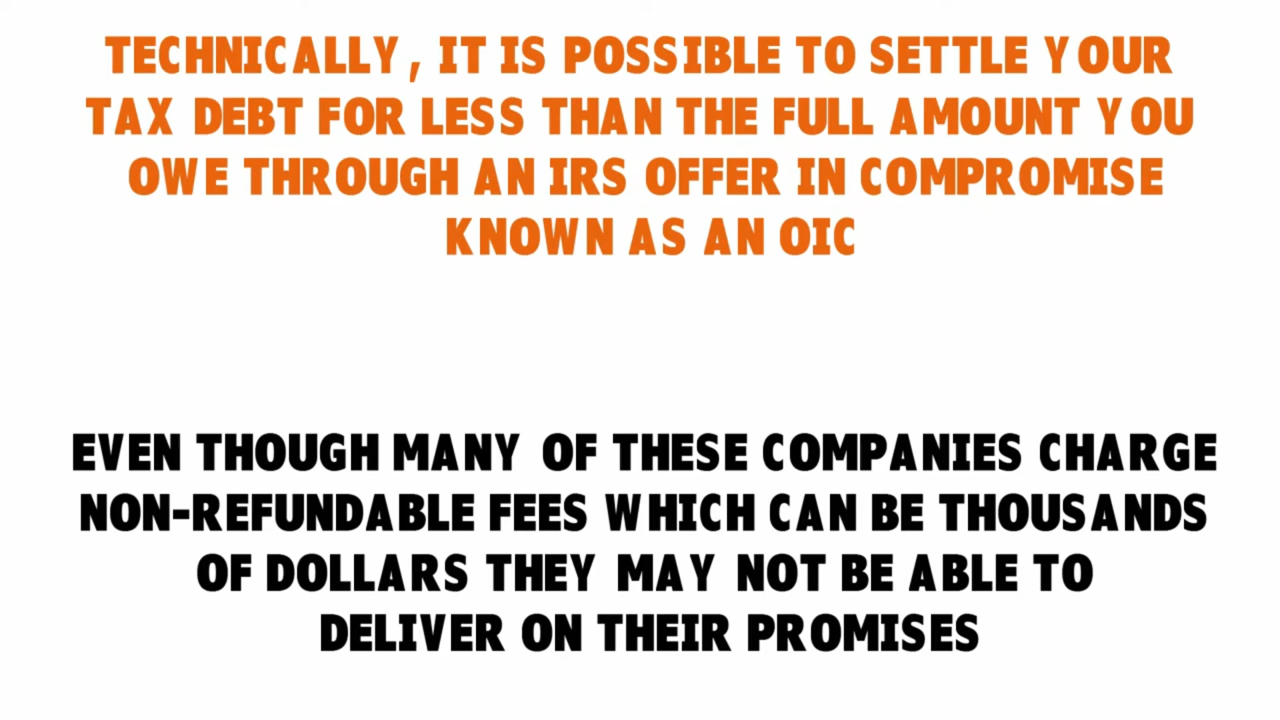 TECHNICALLY, IT IS POSSIBLE TO SETTLE YOUR
TAX DEBT FOR LESS THAN THE FULL AMOUNT YOU
OWE THROUGH AN IRS OFFER IN COMPROMISE
KNOWN AS AN OIC
EVEN THOUGH MANY OF THESE COMPANIES CHARGE
NON-REFUNDABLE FEES WHICH CAN BE THOUSANDS
OF DOLLARS THEY MAY NOT BE ABLE TO
DELIVER ON THEIR PROMISES